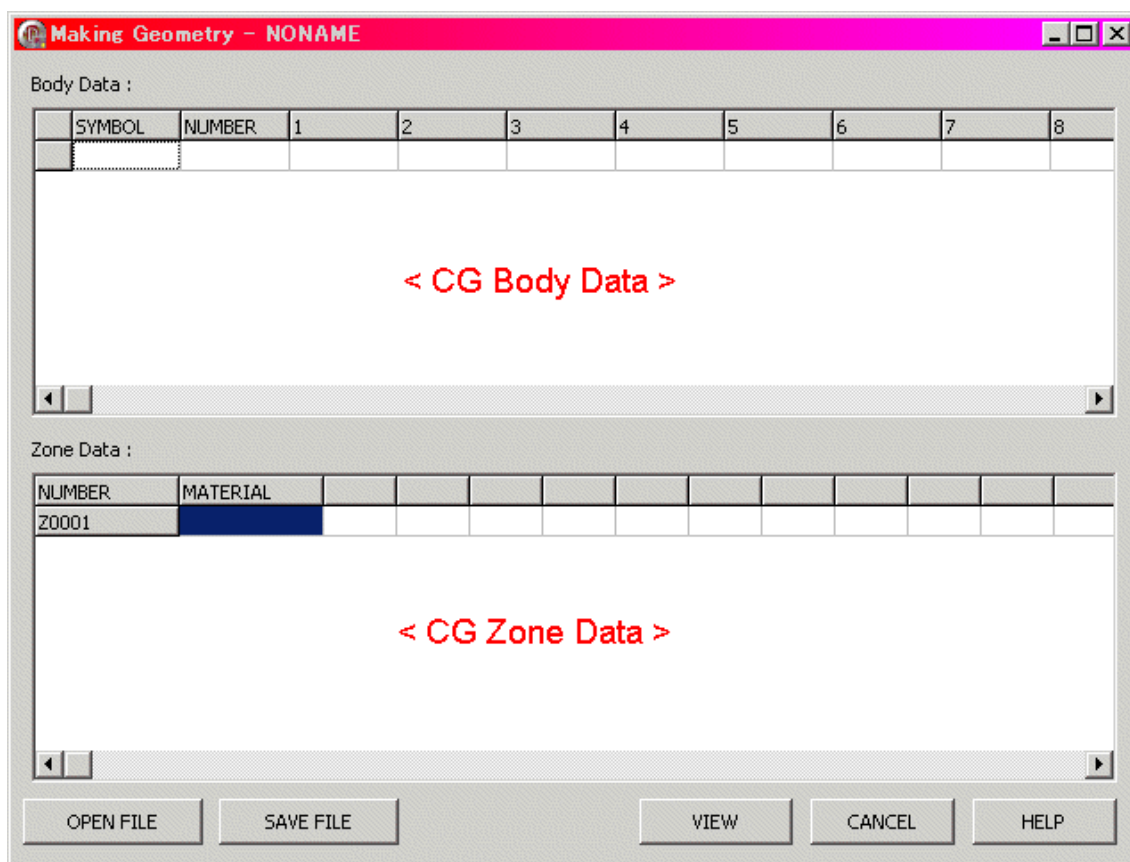 Making Geometry - NONAME
Body Data :
SYMBOL NUMBER 1 2 3 4 5 6 7 8
< CG Body Data >
Zone Data :
NUMBER MATERIAL
Z0001
< CG Zone Data >
OPEN FILE SAVE FILE VIEW CANCEL HELP